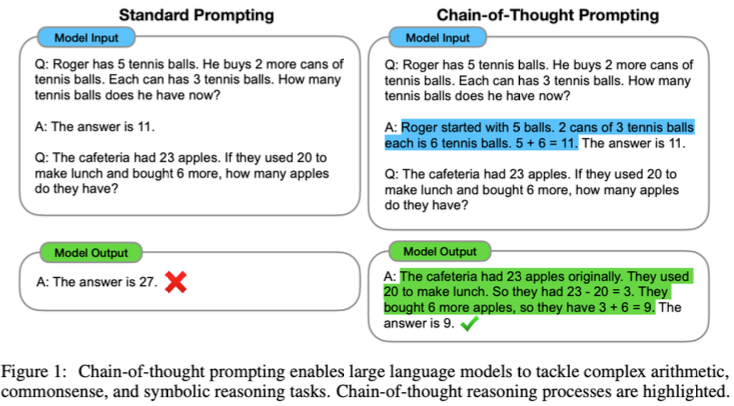 Standard Prompting
Model Input
Q: Roger has 5 tennis balls. He buys 2 more cans of
tennis balls. Each can has 3 tennis balls. How many
tennis balls does he have now?
A: The answer is 11.
Q: The cafeteria had 23 apples. If they used 20 to
make lunch and bought 6 more, how many apples
do they have?
Model Output
A: The answer is 27.
Chain-of-Thought Prompting
Model Input
Q: Roger has 5 tennis balls. He buys 2 more cans of
tennis balls. Each can has 3 tennis balls. How many
tennis balls does he have now?
A: Roger started with 5 balls. 2 cans of 3 tennis balls
each is 6 tennis balls. 5 + 6 = 11. The answer is 11.
Q: The cafeteria had 23 apples. If they used 20 to
make lunch and bought 6 more, how many apples
do they have?
Model Output
A: The cafeteria had 23 apples originally. They used
20 to make lunch. So they had 23 - 20 = 3. They
bought 6 more apples, so they have 3 + 6 = 9. The
answer is 9.
Figure 1: Chain-of-thought prompting enables large language models to tackle complex arithmetic,
commonsense, and symbolic reasoning tasks. Chain-of-thought reasoning processes are highlighted.